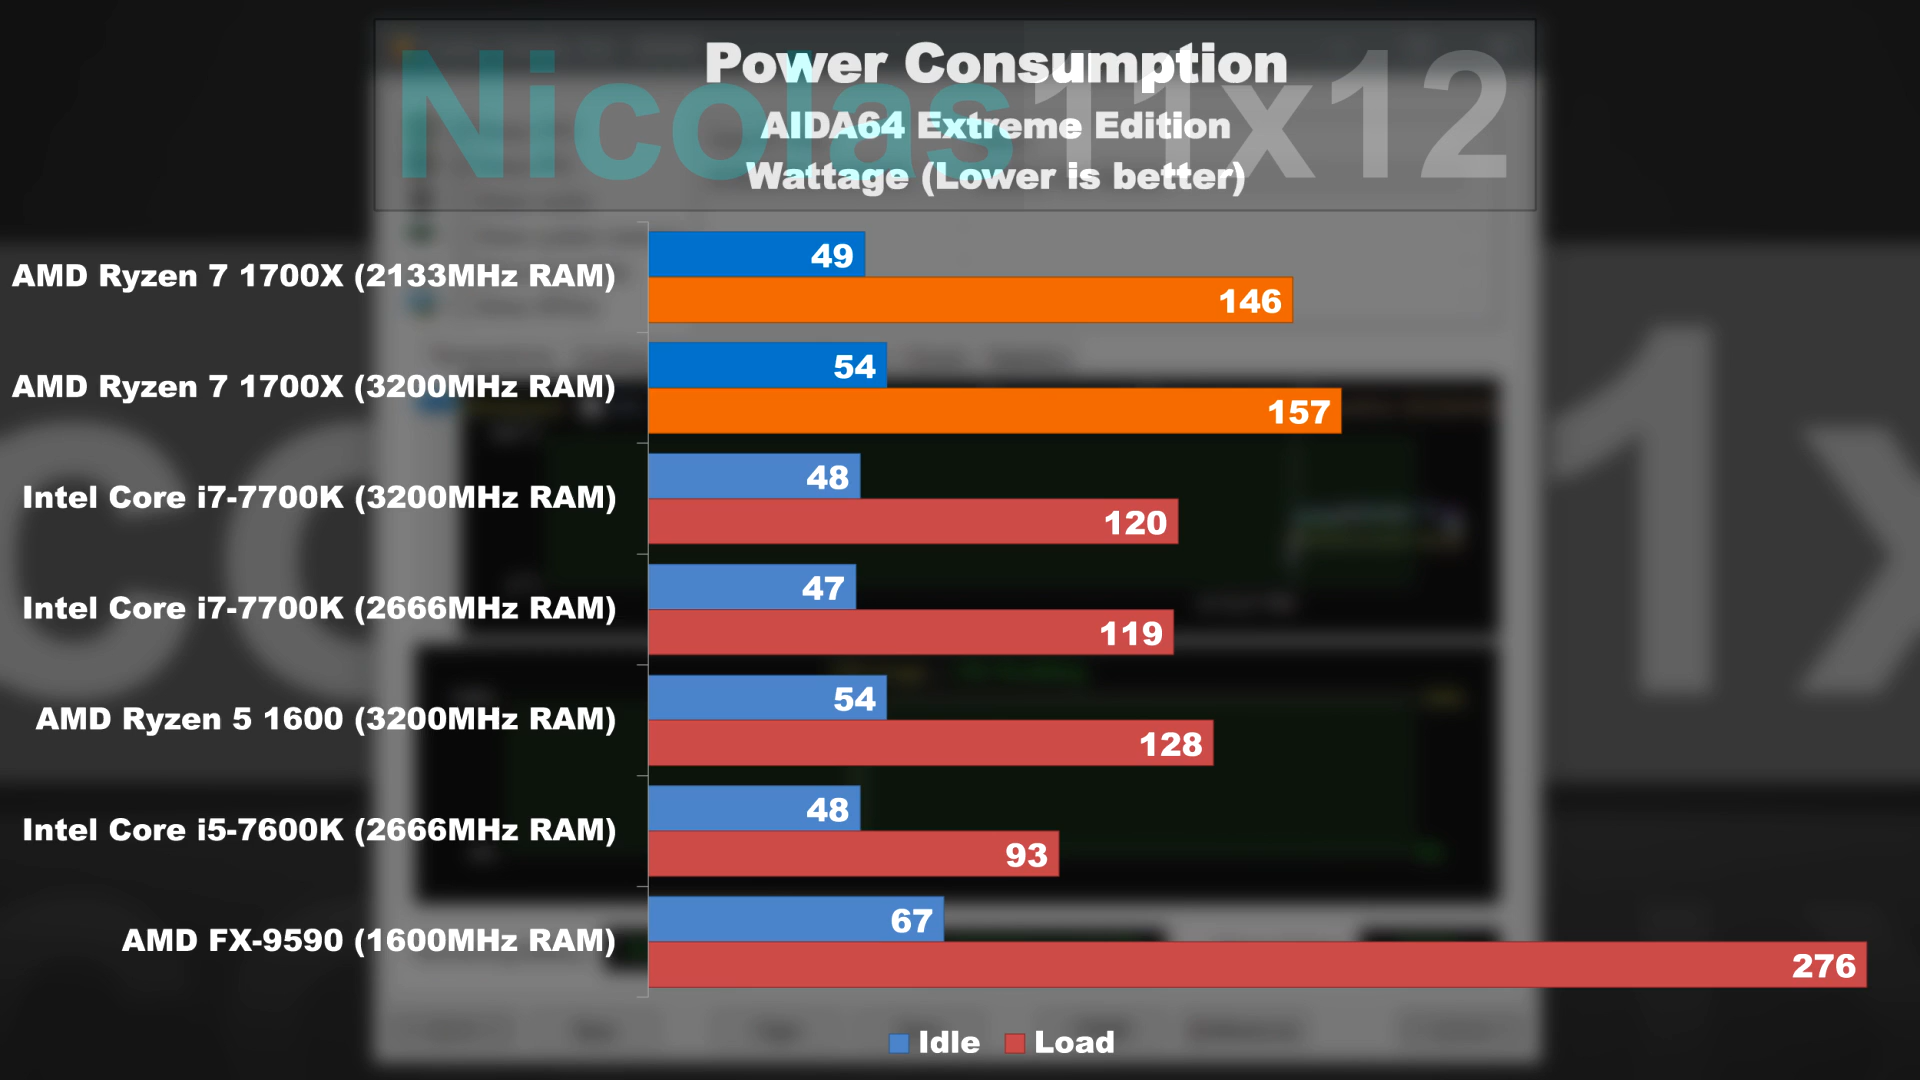 Nicolas11x12
Power Consumption
AIDA64 Extreme Edition
Wattage (Lower is better)
AMD Ryzen 7 1700X (2133MHz RAM)
49
146
AMD Ryzen 7 1700X (3200MHz RAM)
54
157
Intel Core i7-7700K (3200MHz RAM)
48
120
Intel Core i7-7700K (2666MHz RAM)
47
119
AMD Ryzen 5 1600 (3200MHz RAM)
54
128
Intel Core i5-7600K (2666MHz RAM)
48
93
AMD FX-9590 (1600MHz RAM)
67
276
Idle Load